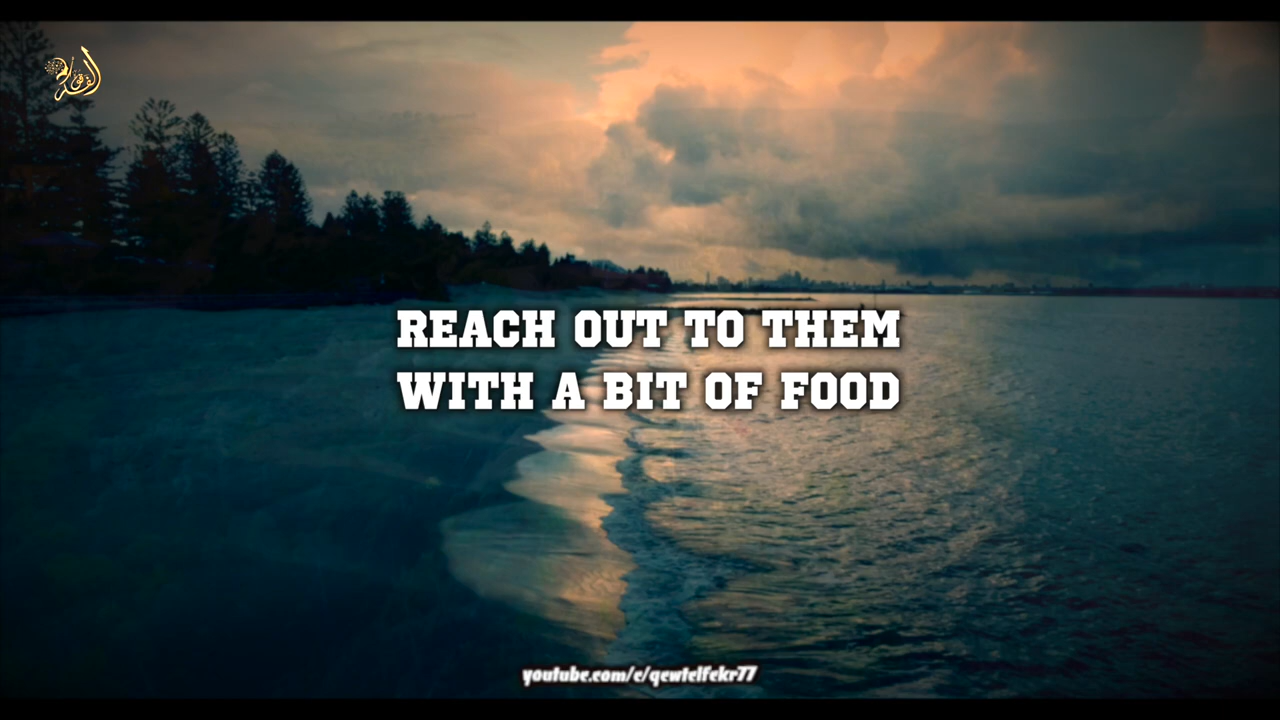 REACH OUT TO THEM
WITH A BIT OF FOOD
youtube.com/c/qewtelfekr77